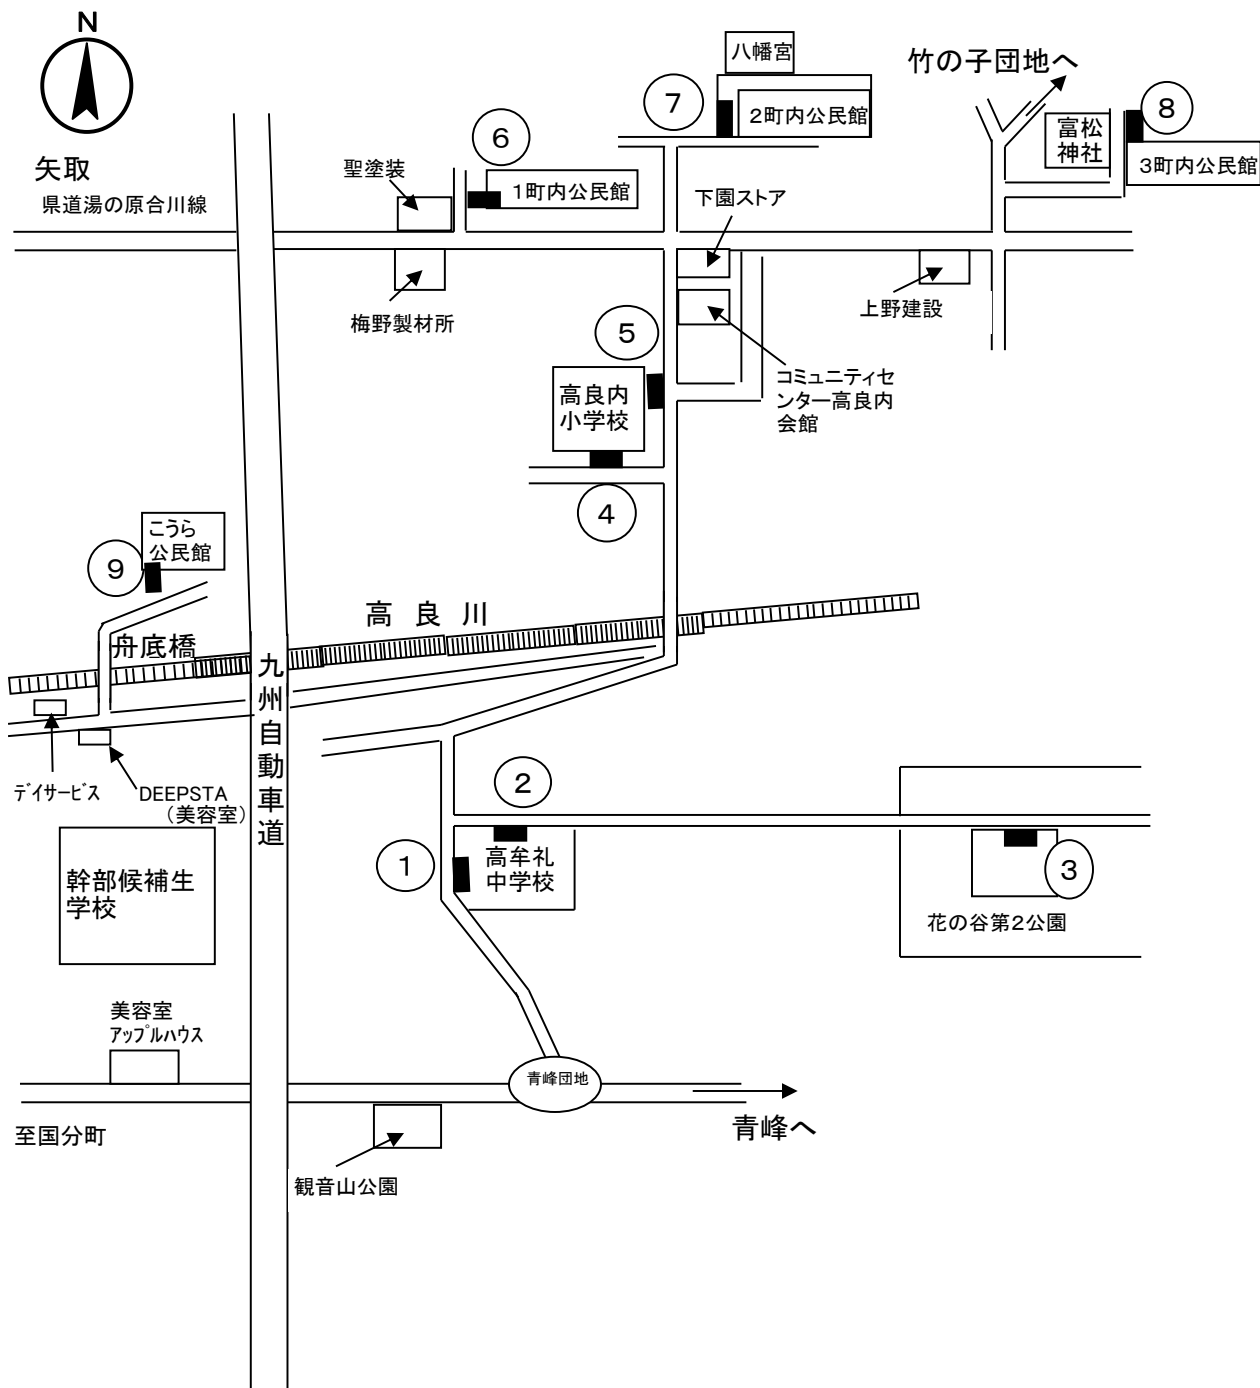 N
八幡宮
竹の子団地へ
⑦
2町内公民館
⑧
富松
神社
3町内公民館
⑥
矢取
聖塗装
1町内公民館
県道湯の原合川線
下園ストア
梅野製材所
上野建設
⑤
高良内
小学校
コミュニティセ
ンター高良内
会館
④
こうら
公民館
⑨
高良川
舟底橋
九州自動車道
デイサービス
DEEPSTA
（美容室）
②
①
高牟礼
中学校
③
幹部候補生
学校
花の谷第2公園
美容室
アップルハウス
青峰団地
至国分町
青峰へ
観音山公園